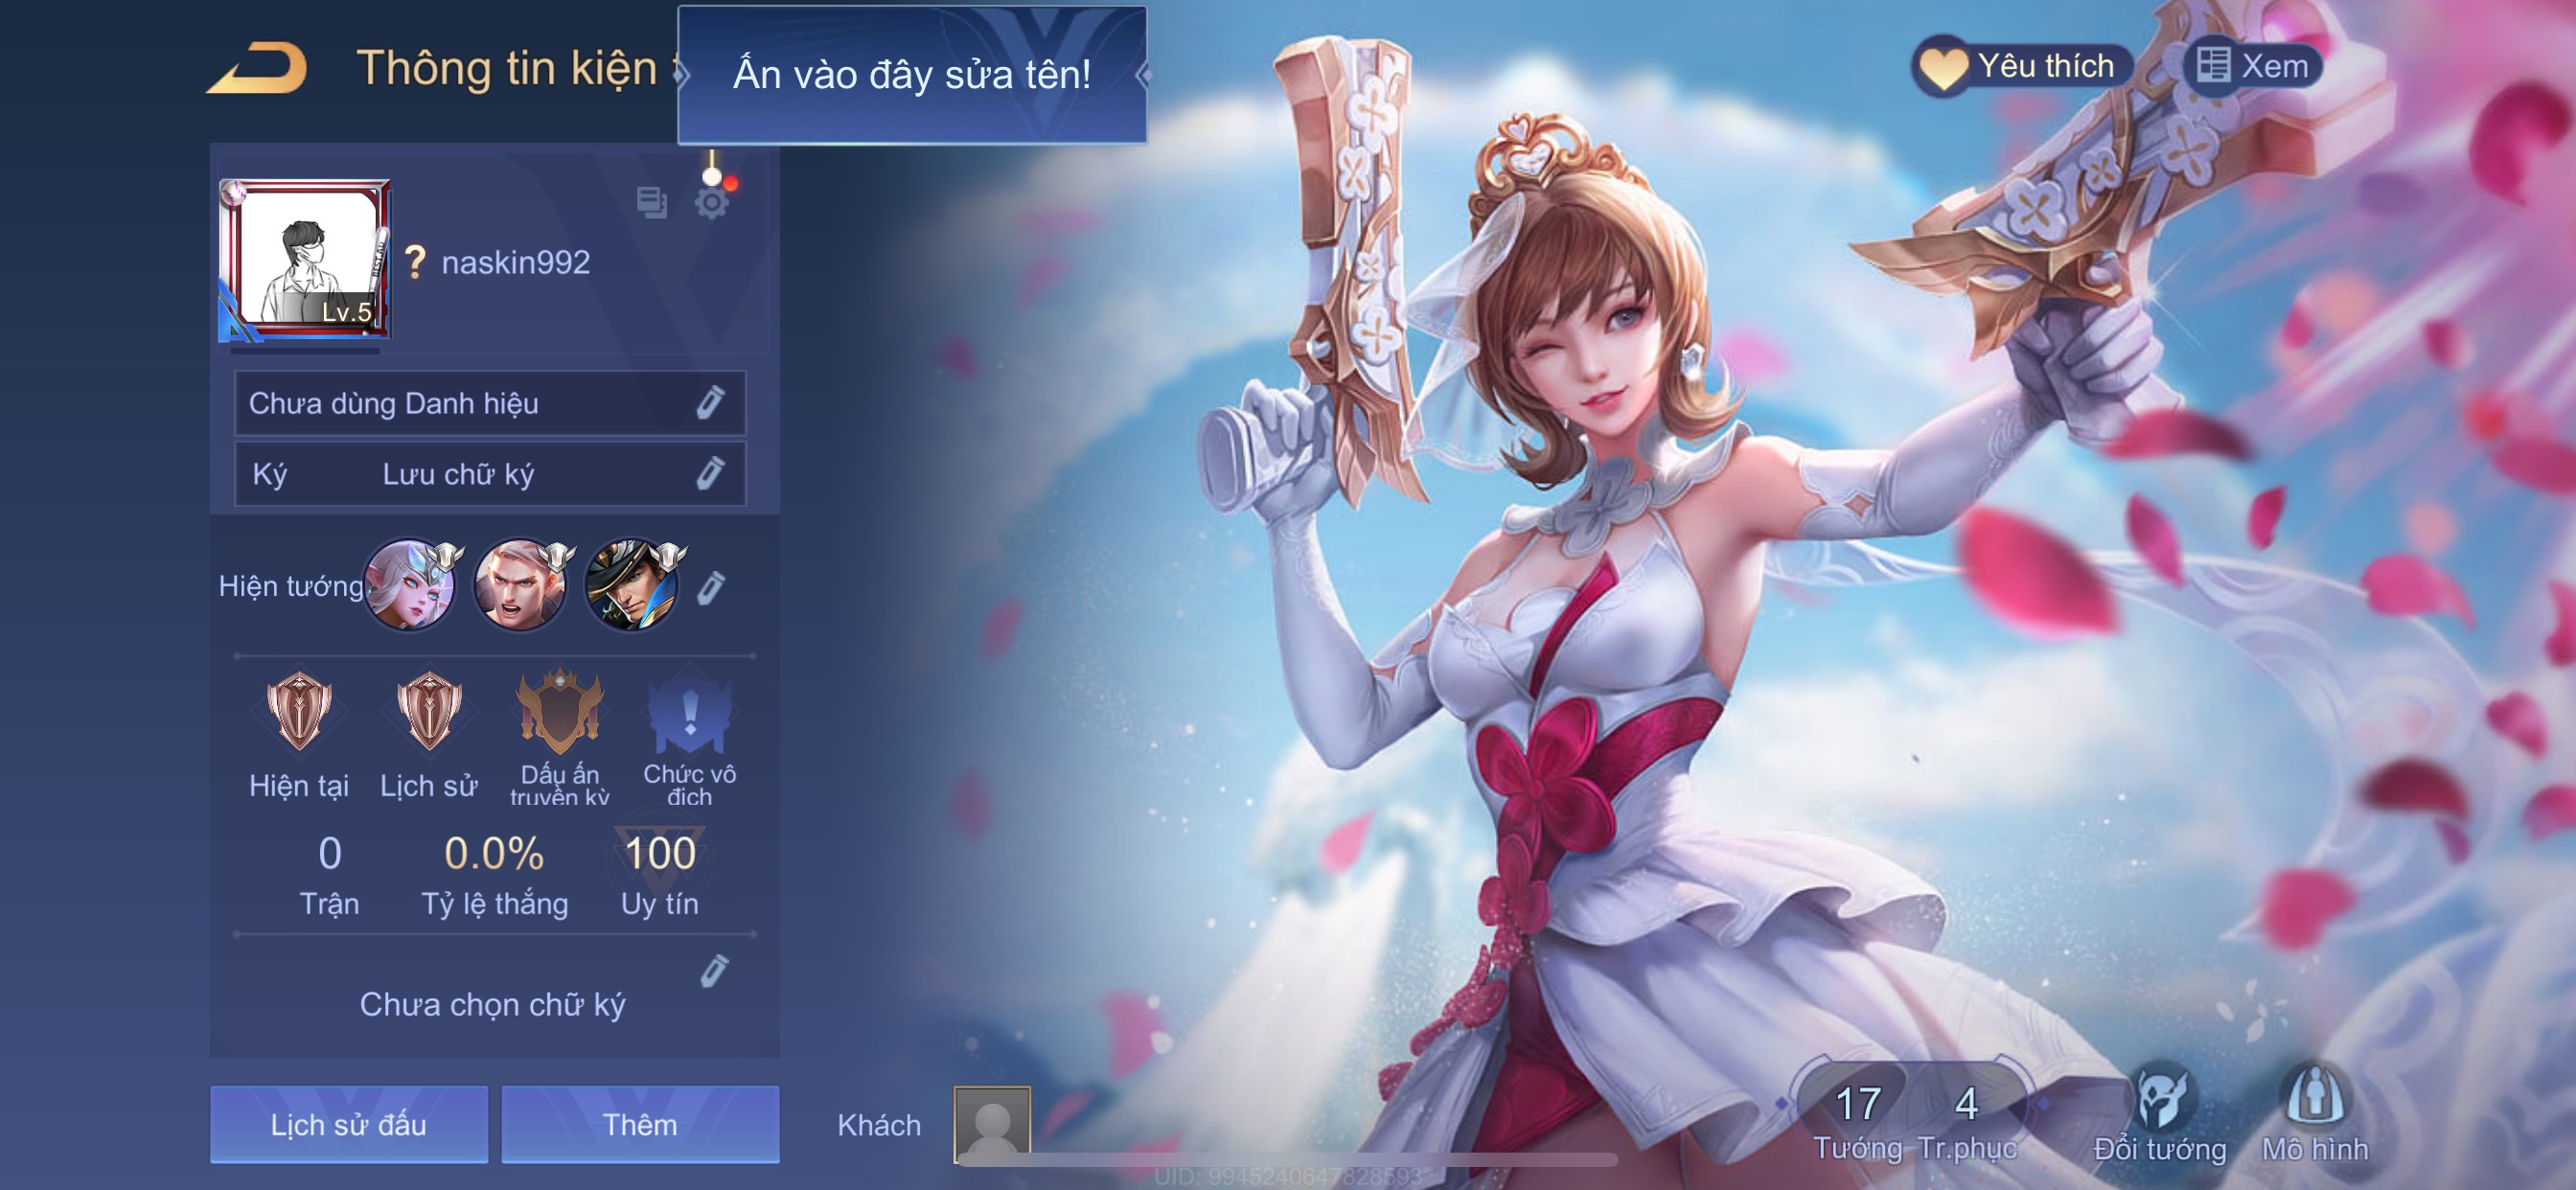 Thông tin kiện
Ấn vào đây sửa tên!
Yêu thích
Xem
? naskin992
Lv.5
Chưa dùng Danh hiệu
Ký
Lưu chữ ký
Hiện tướng
Hiện tại
Lịch sử
Dấu ấn
truyền kỳ
Chức vô
địch
0
0.0%
100
Trận
Tỷ lệ thắng
Uy tín
Chưa chọn chữ ký
Lịch sử đấu
Thêm
Khách
17
4
Tướng
Tr.phục
Đổi tướng
Mô hình
UID: 9945240647828593